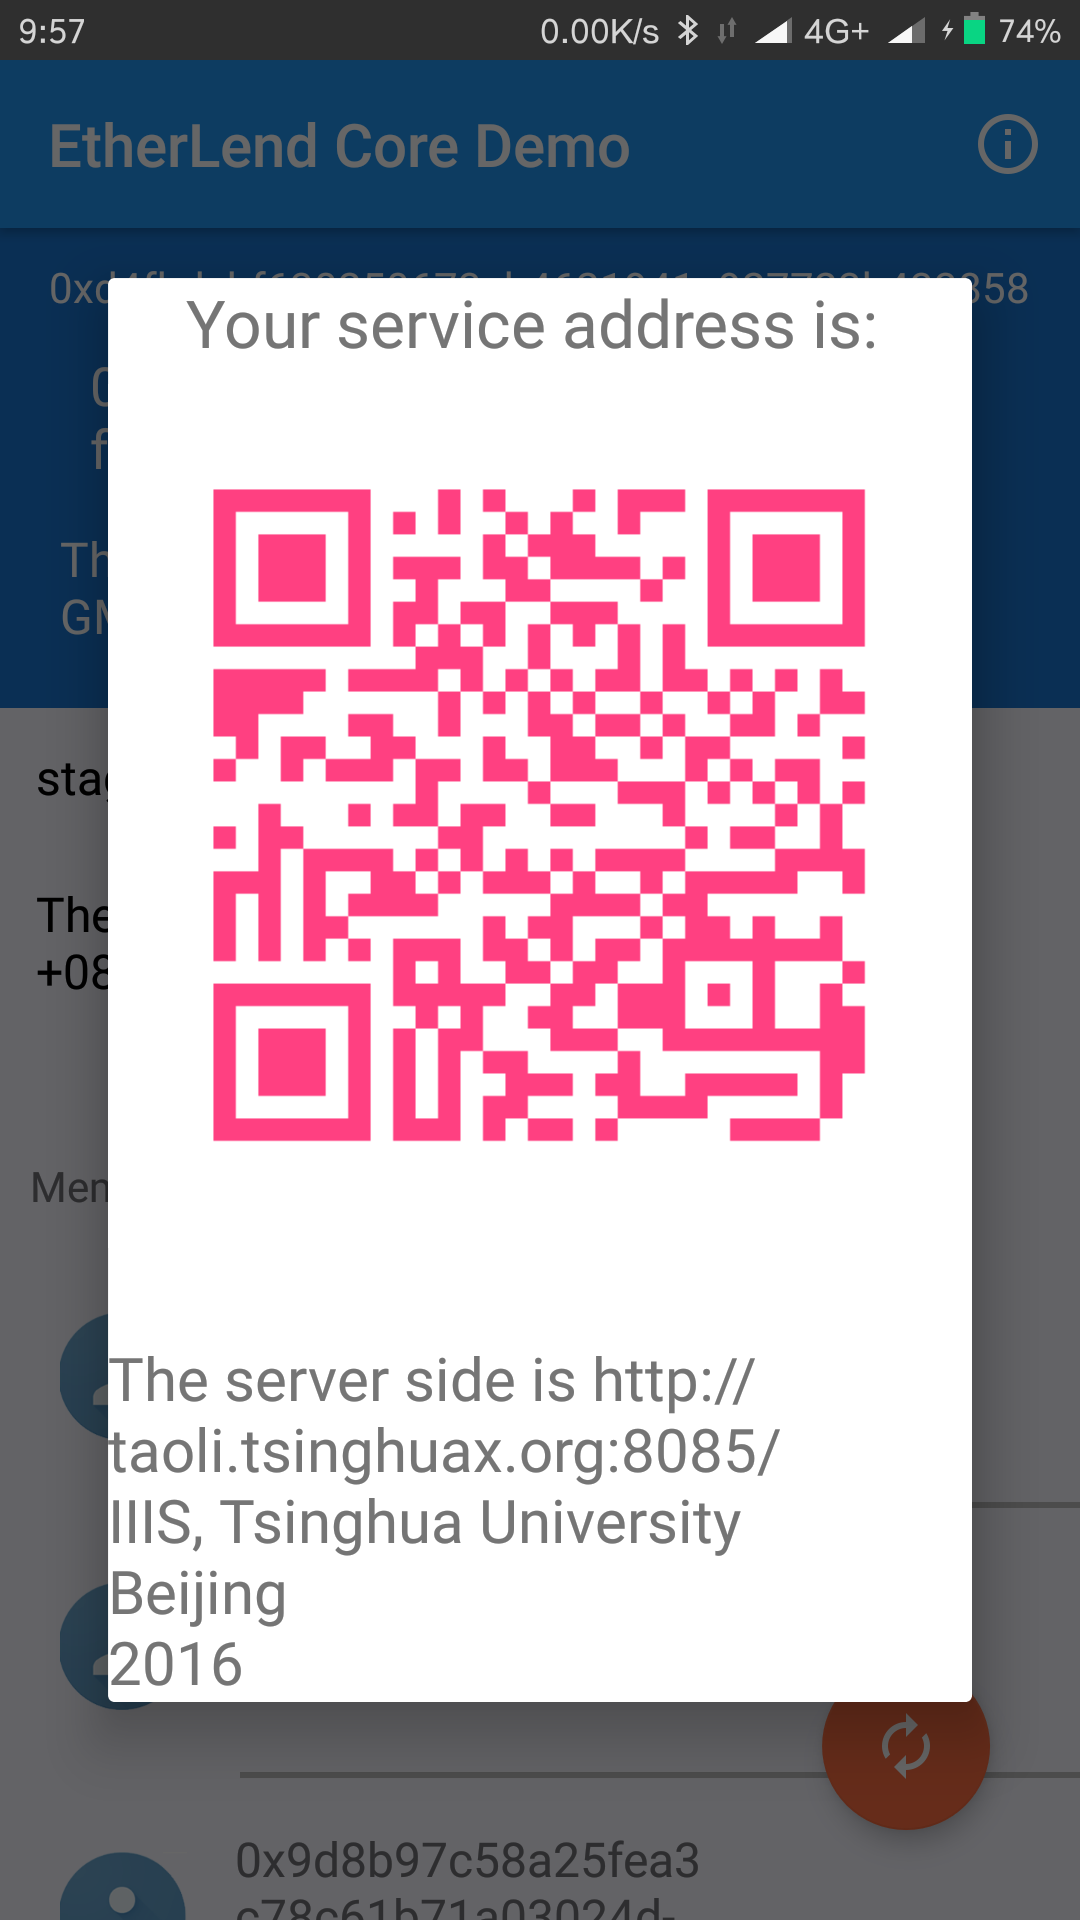 9:57 0.00K/s 4G+ 74%
EtherLend Core Demo
Your service address is:
The server side is http://
taoli.tsinghuax.org:8085/
IIIS, Tsinghua University
Beijing
2016
0x9d8b97c58a25fea3
c78c61b71a03024d-